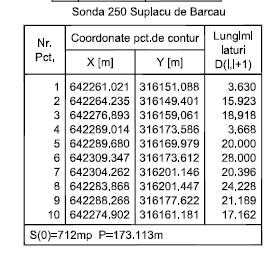 Sonda 250 Suplacu de Barcau
Nr. Pct. Coordonate pct.de contur Lungiml laturi D(I,I+1)
X [m] Y [m]
1 642261.021 316151.088 3.630
2 642264.235 316149.401 15.923
3 642276,893 316159,061 18,918
4 642289,014 316173,586 3,668
5 642289.680 316169.979 20.000
6 642309.347 316173.612 28.000
7 642304.262 316201.146 20.396
8 642283,868 316201,447 24,228
9 642288,268 316177,622 21,189
10 642274.902 316161.181 17.162
S(0)=712mp P=173.113m